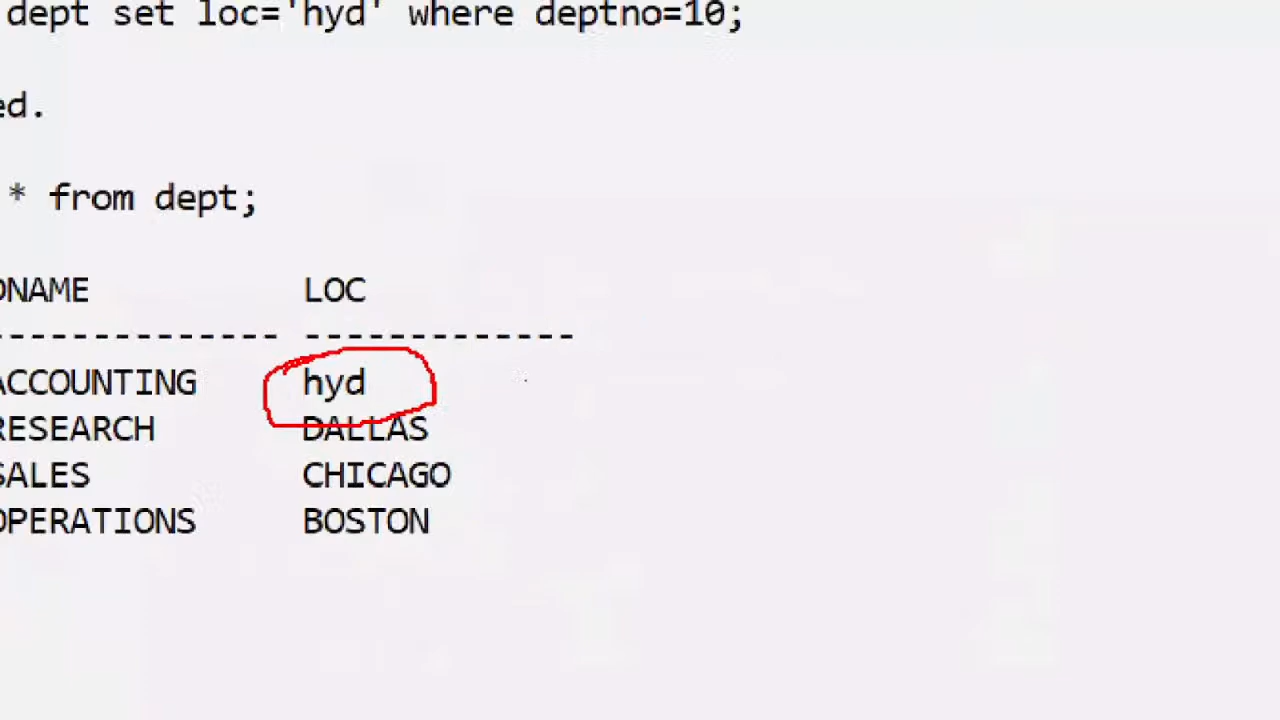 dept set loc='hyd' where deptno=10;
ed.
* from dept;
DNAME LOC
-------------- -------------
ACCOUNTING hyd
RESEARCH DALLAS
SALES CHICAGO
OPERATIONS BOSTON